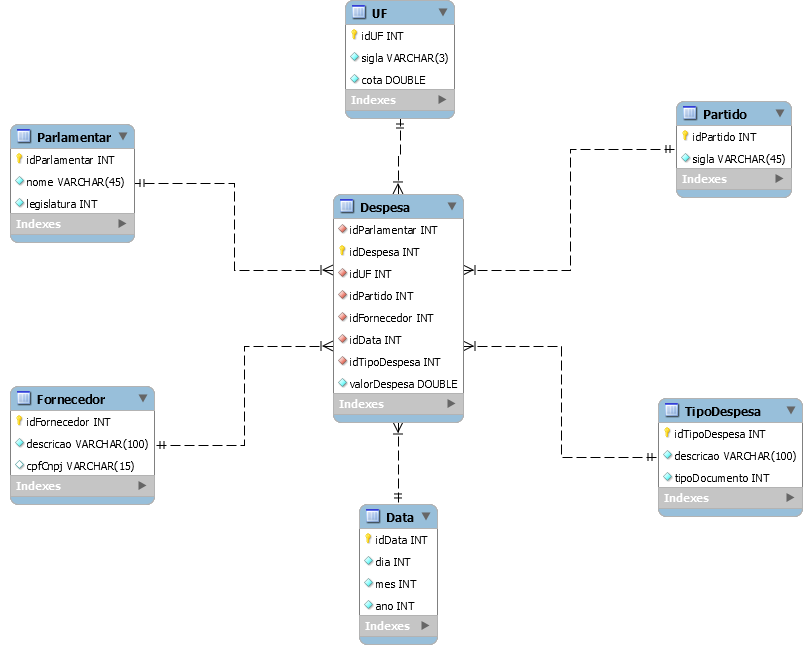 UF
idUF INT
sigla VARCHAR(3)
cota DOUBLE
Indexes
Parlamentar
idParlamentar INT
nome VARCHAR(45)
legislatura INT
Indexes
Partido
idPartido INT
sigla VARCHAR(45)
Indexes
Despesa
idParlamentar INT
idDespesa INT
idUF INT
idPartido INT
idFornecedor INT
idData INT
idTipoDespesa INT
valorDespesa DOUBLE
Indexes
Fornecedor
idFornecedor INT
descricao VARCHAR(100)
cpfCnpj VARCHAR(15)
Indexes
TipoDespesa
idTipoDespesa INT
descricao VARCHAR(100)
tipoDocumento INT
Indexes
Data
idData INT
dia INT
mes INT
ano INT
Indexes